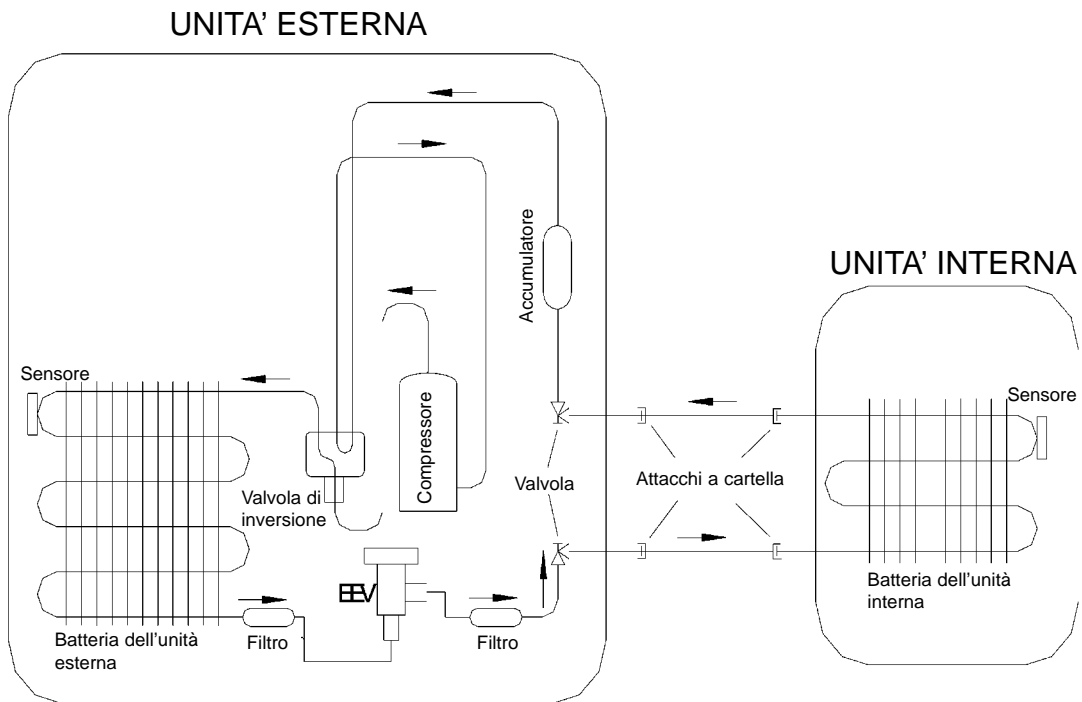 UNITA' ESTERNA
Accumulatore
UNITA' INTERNA
Sensore
Sensore
Compressore
Valvola di
inversione
Valvola
Attacchi a cartella
EEV
Batteria dell'unità
interna
Batteria dell'unità
esterna
Filtro
Filtro